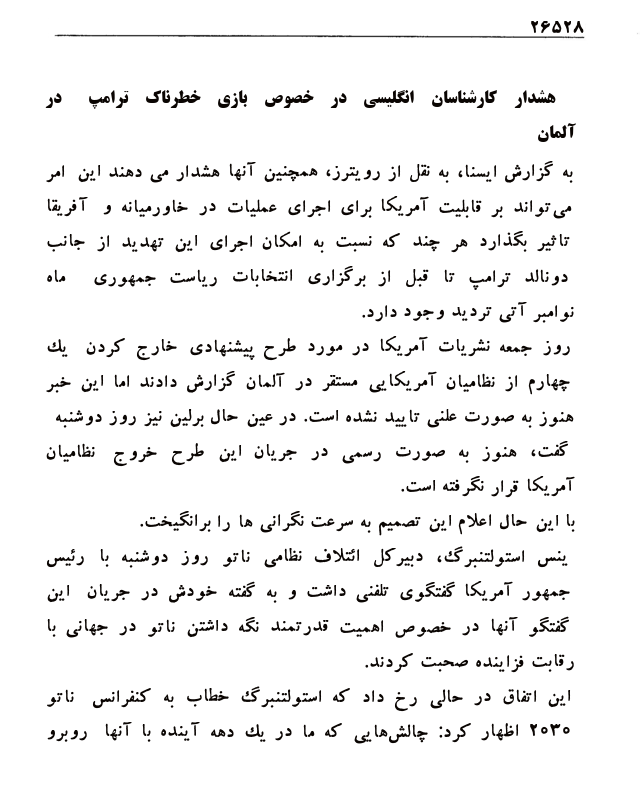 ۲۶۵۲۸
هشدار کارشناسان انگلیسی در خصوص بازی خطرناک ترامپ در
آلمان
به گزارش ایسنا، به نقل از رویترز، همچنین آنها هشدار می دهند این امر
می‌تواند بر قابلیت آمریکا برای اجرای عملیات در خاورمیانه و آفریقا
تاثیر بگذارد هر چند که نسبت به امکان اجرای این تهدید از جانب
دونالد ترامپ تا قبل از برگزاری انتخابات ریاست جمهوری ماه
نوامبر آتی تردید وجود دارد.
روز جمعه نشریات آمریکا در مورد طرح پیشنهادی خارج کردن یك
چهارم از نظامیان آمریکایی مستقر در آلمان گزارش دادند اما این خبر
هنوز به صورت علنی تایید نشده است. در عین حال برلین نیز روز دوشنبه
گفت، هنوز به صورت رسمی در جریان این طرح خروج نظامیان
آمریکا قرار نگرفته است.
با این حال اعلام این تصمیم به سرعت نگرانی ها را برانگیخت.
ینس استولتنبرگ، دبیرکل ائتلاف نظامی ناتو روز دوشنبه با رئیس
جمهور آمریکا گفتگوی تلفنی داشت و به گفته خودش در جریان این
گفتگو آنها در خصوص اهمیت قدرتمند نگه داشتن ناتو در جهانی با
رقابت فزاینده صحبت کردند.
این اتفاق در حالی رخ داد که استولتنبرگ خطاب به کنفرانس ناتو
۲۰۳۰ اظهار کرد: چالش‌هایی که ما در یك دهه آینده با آنها روبرو